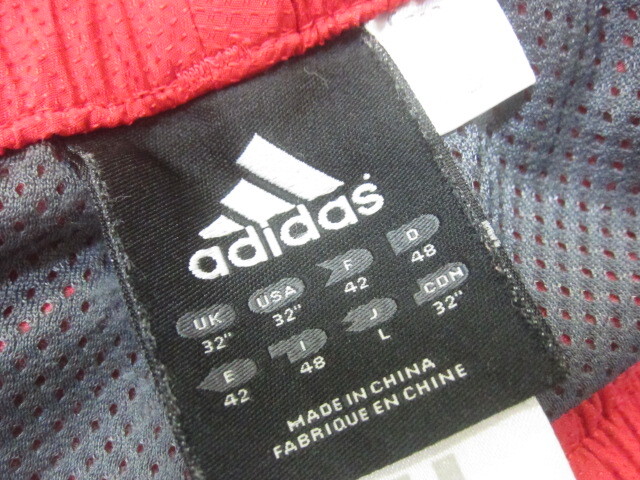 adidas
UK USA F D
32" 32" 42 48
E I J CDN
42 48 L 32"
MADE IN CHINA
FABRIQUE EN CHINE